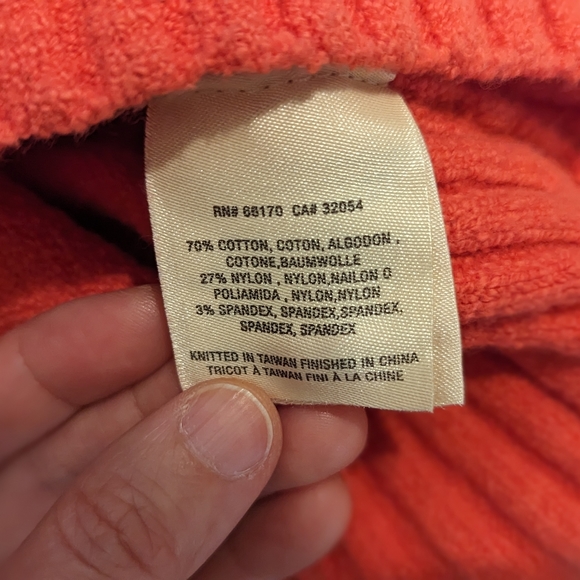 RN# 66170 CA# 32054
70% COTTON, COTON, ALGODON ,
COTONE,BAUMWOLLE
27% NYLON , NYLON,NAILON O
POLIAMIDA , NYLON,NYLON
3% SPANDEX, SPANDEX,SPANDEX,
SPANDEX, SPANDEX
KNITTED IN TAIWAN FINISHED IN CHINA
TRICOT À TAIWAN FINI À LA CHINE